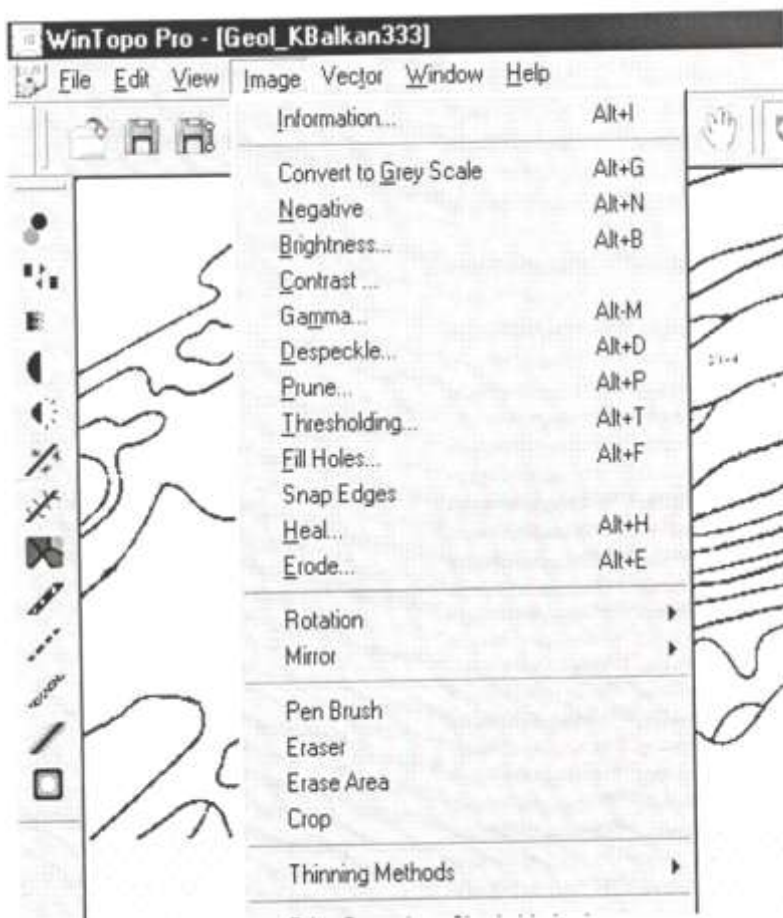 WinTopo Pro - [Geol_KBalkan333]
File Edit View Image Vector Window Help
Information... Alt+I
Convert to Grey Scale Alt+G
Negative Alt+N
Brightness... Alt+B
Contrast ...
Gamma... Alt-M
Despeckle... Alt+D
Prune... Alt+P
Thresholding... Alt+T
Fill Holes... Alt+F
Snap Edges
Heal... Alt+H
Erode... Alt+E
Rotation
Mirror
Pen Brush
Eraser
Erase Area
Crop
Thinning Methods